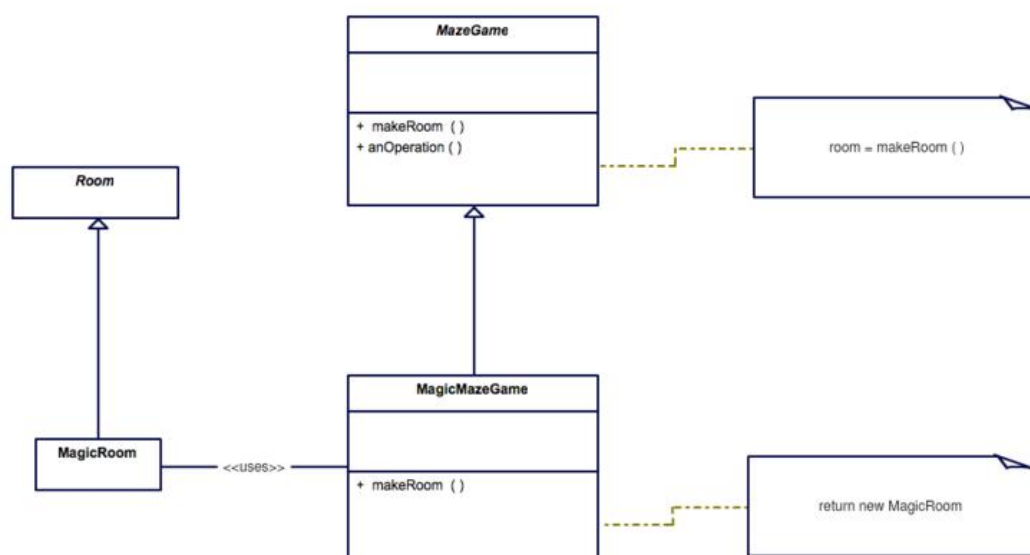 MazeGame
+ makeRoom ( )
+ anOperation ( )
room = makeRoom ( )
Room
MagicMazeGame
MagicRoom
<<uses>>
+ makeRoom ( )
return new MagicRoom